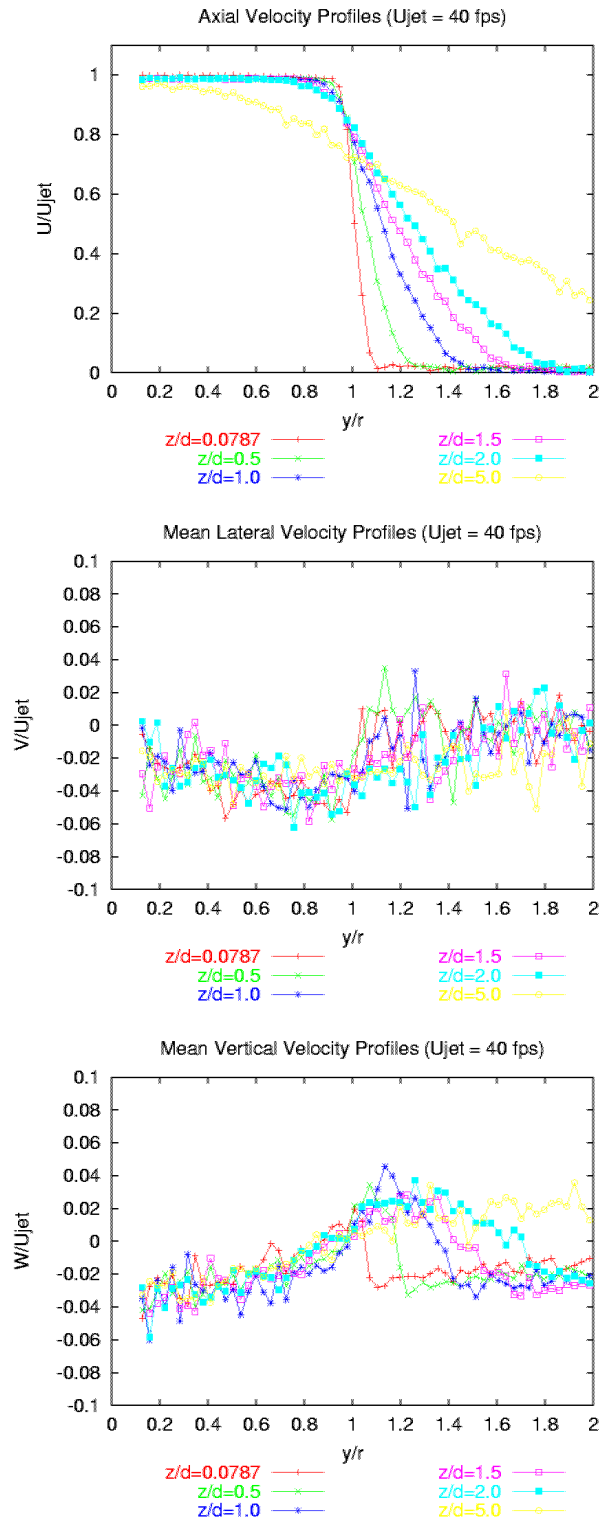 Axial Velocity Profiles (Ujet = 40 fps)
1
0.8
0.6
0.4
0.2
0
U/Ujet
0 0.2 0.4 0.6 0.8 1 1.2 1.4 1.6 1.8 2
y/r
z/d=0.0787 z/d=1.5
z/d=0.5 z/d=2.0
z/d=1.0 z/d=5.0
Mean Lateral Velocity Profiles (Ujet = 40 fps)
0.1
0.08
0.06
0.04
0.02
0
-0.02
-0.04
-0.06
-0.08
-0.1
V/Ujet
0 0.2 0.4 0.6 0.8 1 1.2 1.4 1.6 1.8 2
y/r
z/d=0.0787 z/d=1.5
z/d=0.5 z/d=2.0
z/d=1.0 z/d=5.0
Mean Vertical Velocity Profiles (Ujet = 40 fps)
0.1
0.08
0.06
0.04
0.02
0
-0.02
-0.04
-0.06
-0.08
-0.1
W/Ujet
0 0.2 0.4 0.6 0.8 1 1.2 1.4 1.6 1.8 2
y/r
z/d=0.0787 z/d=1.5
z/d=0.5 z/d=2.0
z/d=1.0 z/d=5.0